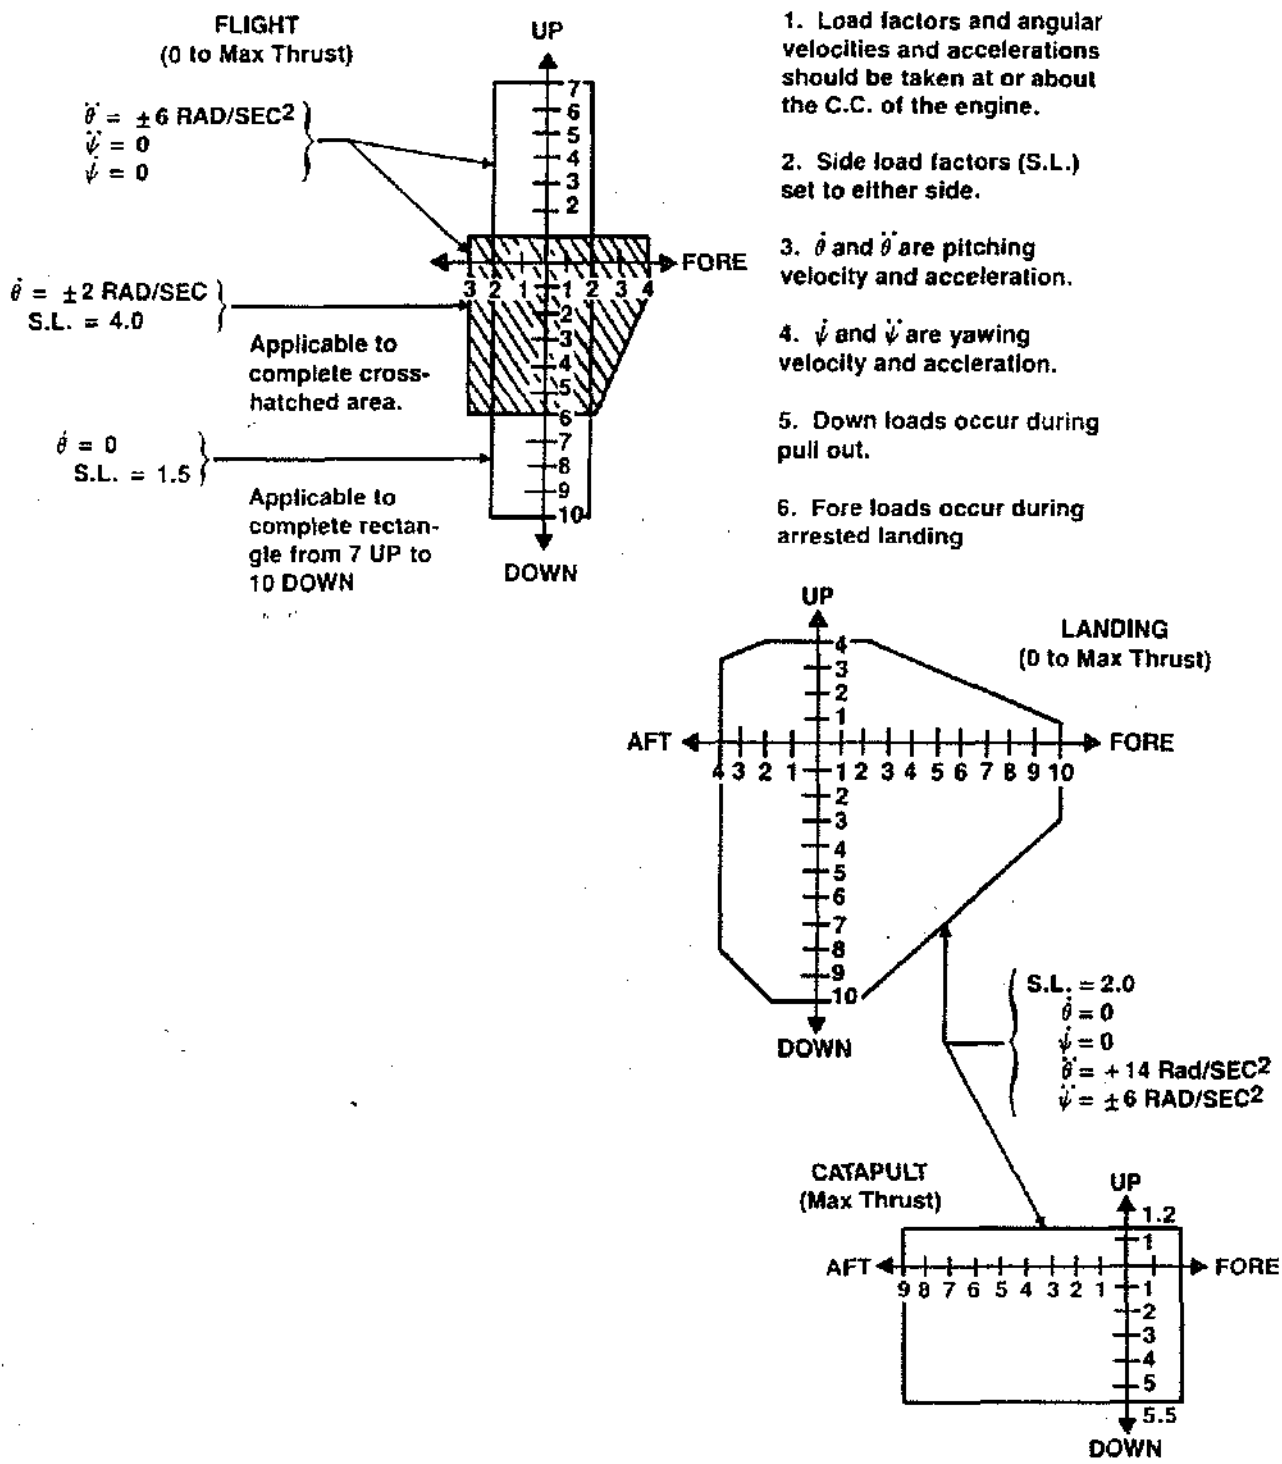 FLIGHT
(0 to Max Thrust)
UP
7
6
5
4
3
2
θ̈ = ±6 RAD/SEC²
ψ̈ = 0
ψ̇ = 0
FORE
3 2 1 1 2 3 4
2
3
4
5
6
7
8
9
10
DOWN
θ̇ = ±2 RAD/SEC
S.L. = 4.0
Applicable to
complete cross-
hatched area.
θ̇ = 0
S.L. = 1.5
Applicable to
complete rectan-
gle from 7 UP to
10 DOWN
1. Load factors and angular
velocities and accelerations
should be taken at or about
the C.C. of the engine.
2. Side load factors (S.L.)
set to either side.
3. θ̇ and θ̈ are pitching
velocity and acceleration.
4. ψ̇ and ψ̈ are yawing
velocity and accleration.
5. Down loads occur during
pull out.
6. Fore loads occur during
arrested landing
UP
LANDING
(0 to Max Thrust)
4
3
2
1
AFT
FORE
4 3 2 1 1 2 3 4 5 6 7 8 9 10
2
3
4
5
6
7
8
9
10
DOWN
S.L. = 2.0
θ̇ = 0
ψ̇ = 0
θ̈ = +14 Rad/SEC²
ψ̈ = ±6 RAD/SEC²
CATAPULT
(Max Thrust)
UP
1.2
1
AFT
FORE
9 8 7 6 5 4 3 2 1 1
2
3
4
5
5.5
DOWN